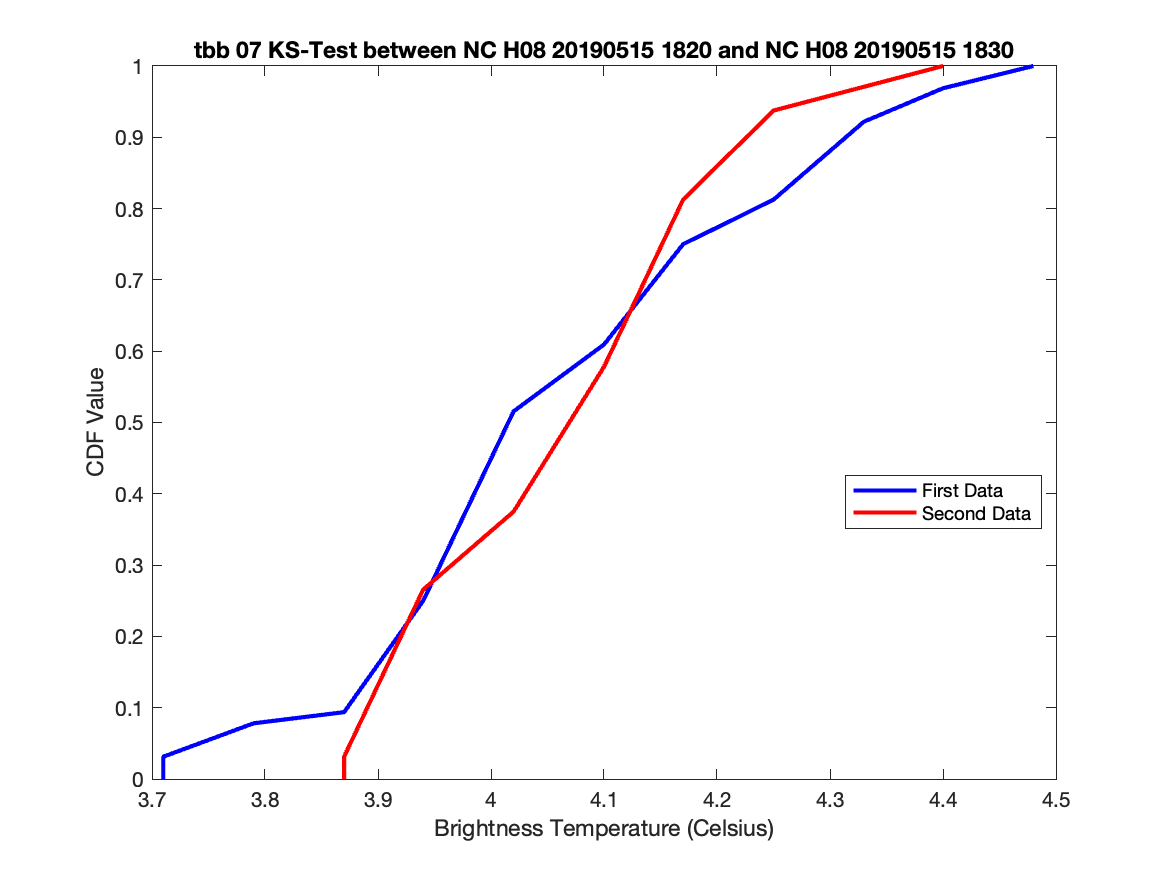 tbb 07 KS-Test between NC H08 20190515 1820 and NC H08 20190515 1830
1
0.9
0.8
0.7
0.6
0.5
0.4
0.3
0.2
0.1
0
CDF Value
First Data
Second Data
3.7 3.8 3.9 4 4.1 4.2 4.3 4.4 4.5
Brightness Temperature (Celsius)